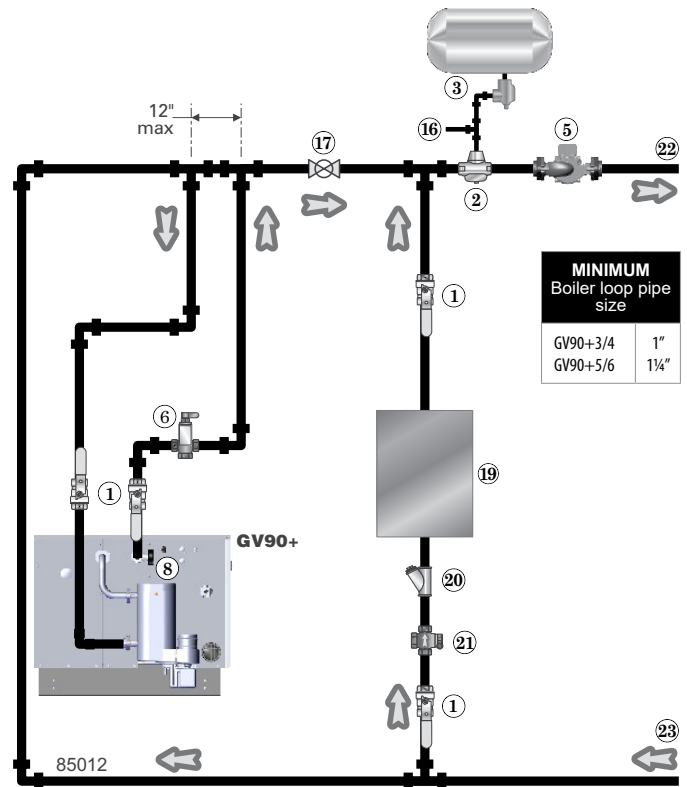 3
12"
max
16
17
5
22
2
MINIMUM
Boiler loop pipe
size
GV90+3/4 1"
GV90+5/6 1¼"
1
6
19
1
GV90+
8
20
21
1
23
85012